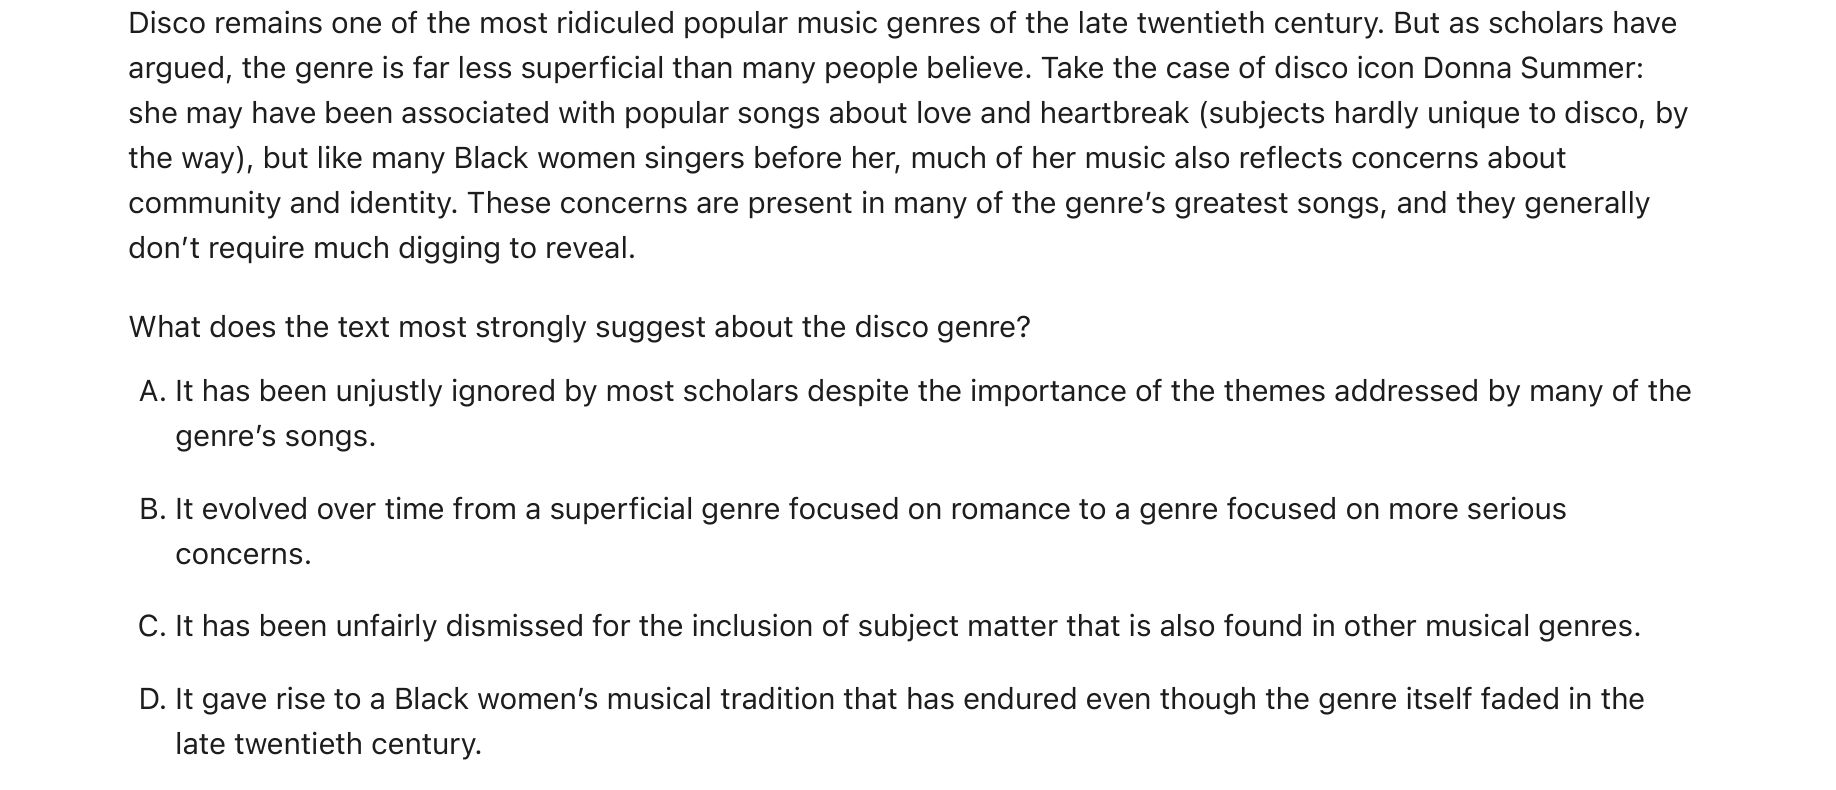 Disco remains one of the most ridiculed popular music genres of the late twentieth century. But as scholars have
argued, the genre is far less superficial than many people believe. Take the case of disco icon Donna Summer:
she may have been associated with popular songs about love and heartbreak (subjects hardly unique to disco, by
the way), but like many Black women singers before her, much of her music also reflects concerns about
community and identity. These concerns are present in many of the genre’s greatest songs, and they generally
don’t require much digging to reveal.
What does the text most strongly suggest about the disco genre?
A. It has been unjustly ignored by most scholars despite the importance of the themes addressed by many of the
genre’s songs.
B. It evolved over time from a superficial genre focused on romance to a genre focused on more serious
concerns.
C. It has been unfairly dismissed for the inclusion of subject matter that is also found in other musical genres.
D. It gave rise to a Black women’s musical tradition that has endured even though the genre itself faded in the
late twentieth century.